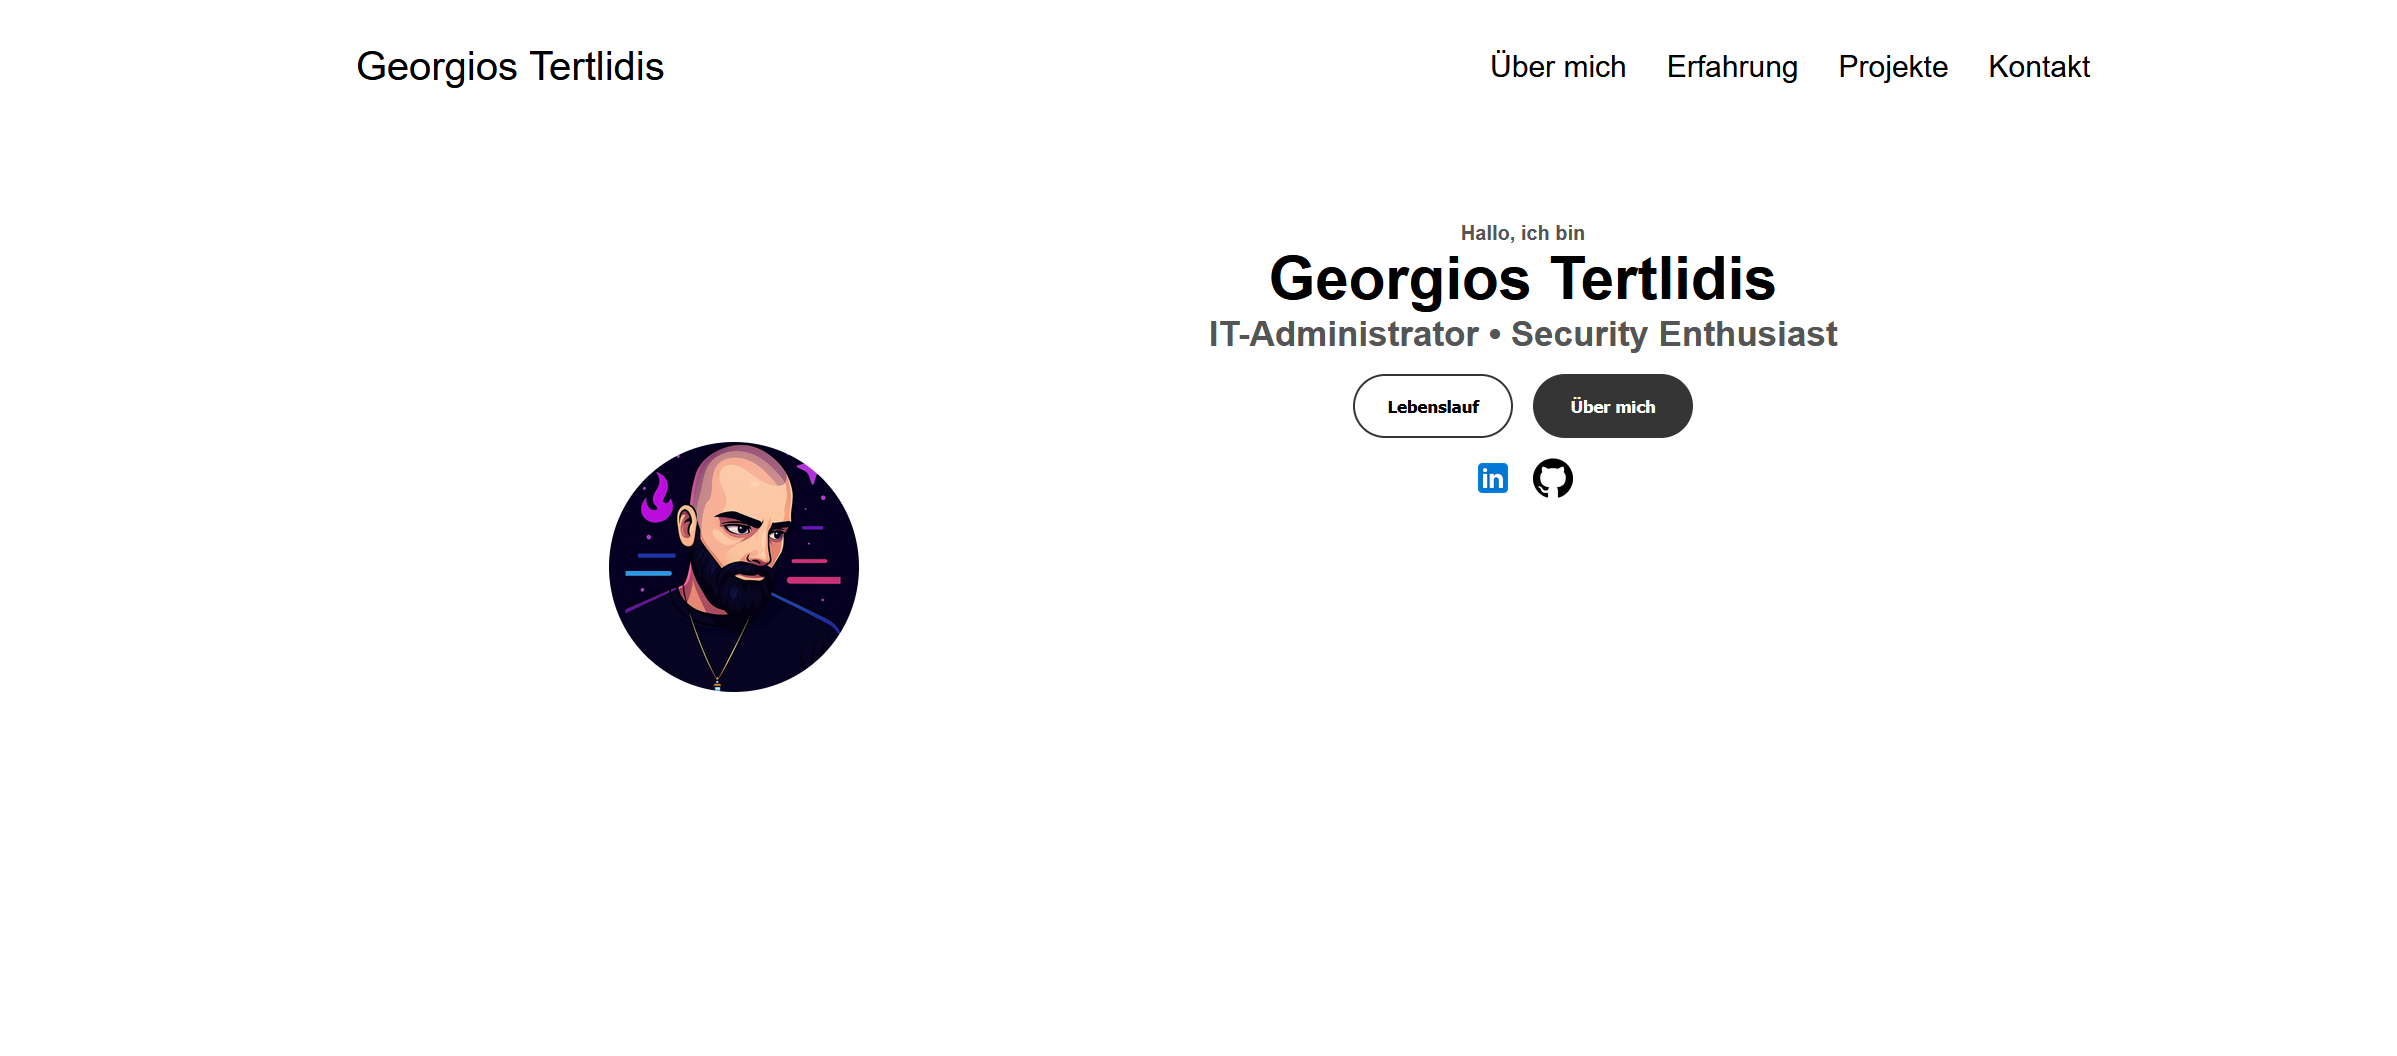 Georgios Tertlidis
Über mich Erfahrung Projekte Kontakt
Hallo, ich bin
Georgios Tertlidis
IT-Administrator • Security Enthusiast
Lebenslauf
Über mich
in